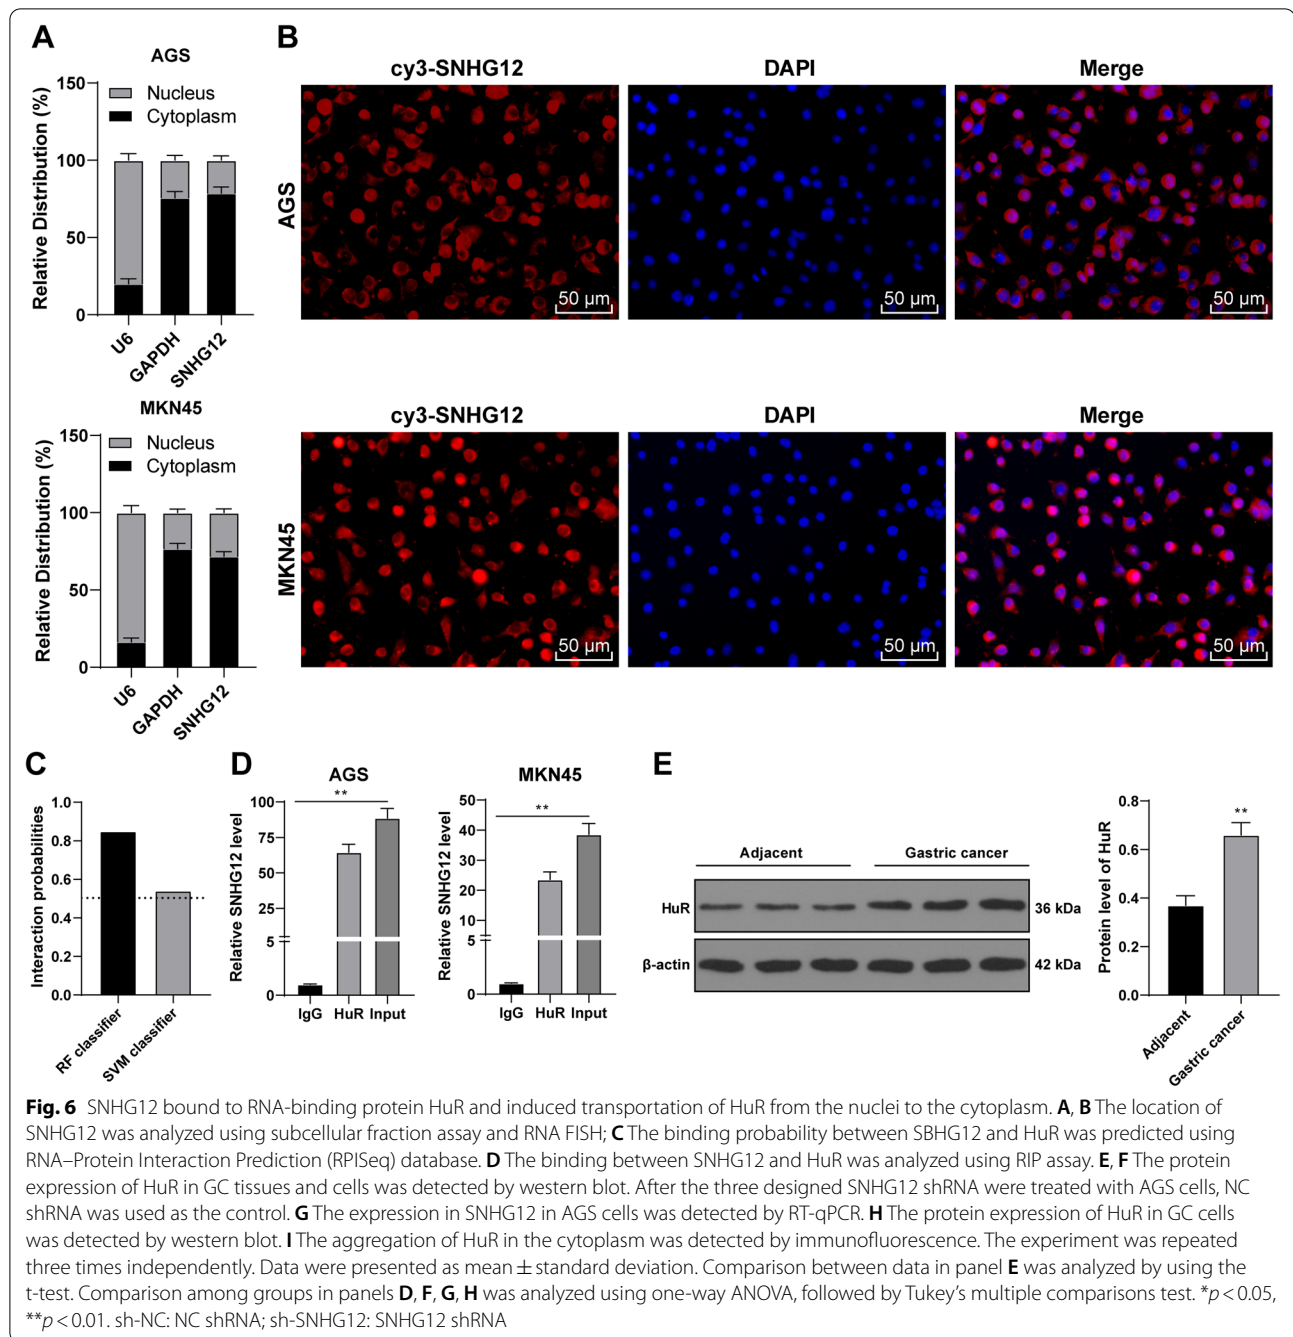 A
AGS
150
100
50
0
Relative Distribution (%)
Nucleus
Cytoplasm
U6
GAPDH
SNHG12
MKN45
150
100
50
0
Relative Distribution (%)
Nucleus
Cytoplasm
U6
GAPDH
SNHG12
B
cy3-SNHG12
DAPI
Merge
AGS
50 µm
50 µm
50 µm
cy3-SNHG12
DAPI
Merge
MKN45
50 µm
50 µm
50 µm
C
Interaction probabilities
1.0
0.8
0.6
0.4
0.2
0.0
RF classifier
SVM classifier
D
AGS
Relative SNHG12 level
100
75
50
25
5
0
**
IgG
HuR
Input
MKN45
Relative SNHG12 level
50
40
30
20
10
5
0
**
IgG
HuR
Input
E
Adjacent
Gastric cancer
HuR
36 kDa
β-actin
42 kDa
Protein level of HuR
0.8
0.6
0.4
0.2
0.0
**
Adjacent
Gastric cancer
Fig. 6 SNHG12 bound to RNA-binding protein HuR and induced transportation of HuR from the nuclei to the cytoplasm. A, B The location of
SNHG12 was analyzed using subcellular fraction assay and RNA FISH; C The binding probability between SBHG12 and HuR was predicted using
RNA–Protein Interaction Prediction (RPISeq) database. D The binding between SNHG12 and HuR was analyzed using RIP assay. E, F The protein
expression of HuR in GC tissues and cells was detected by western blot. After the three designed SNHG12 shRNA were treated with AGS cells, NC
shRNA was used as the control. G The expression in SNHG12 in AGS cells was detected by RT-qPCR. H The protein expression of HuR in GC cells
was detected by western blot. I The aggregation of HuR in the cytoplasm was detected by immunofluorescence. The experiment was repeated
three times independently. Data were presented as mean ± standard deviation. Comparison between data in panel E was analyzed by using the
t-test. Comparison among groups in panels D, F, G, H was analyzed using one-way ANOVA, followed by Tukey's multiple comparisons test. *p < 0.05,
**p < 0.01. sh-NC: NC shRNA; sh-SNHG12: SNHG12 shRNA